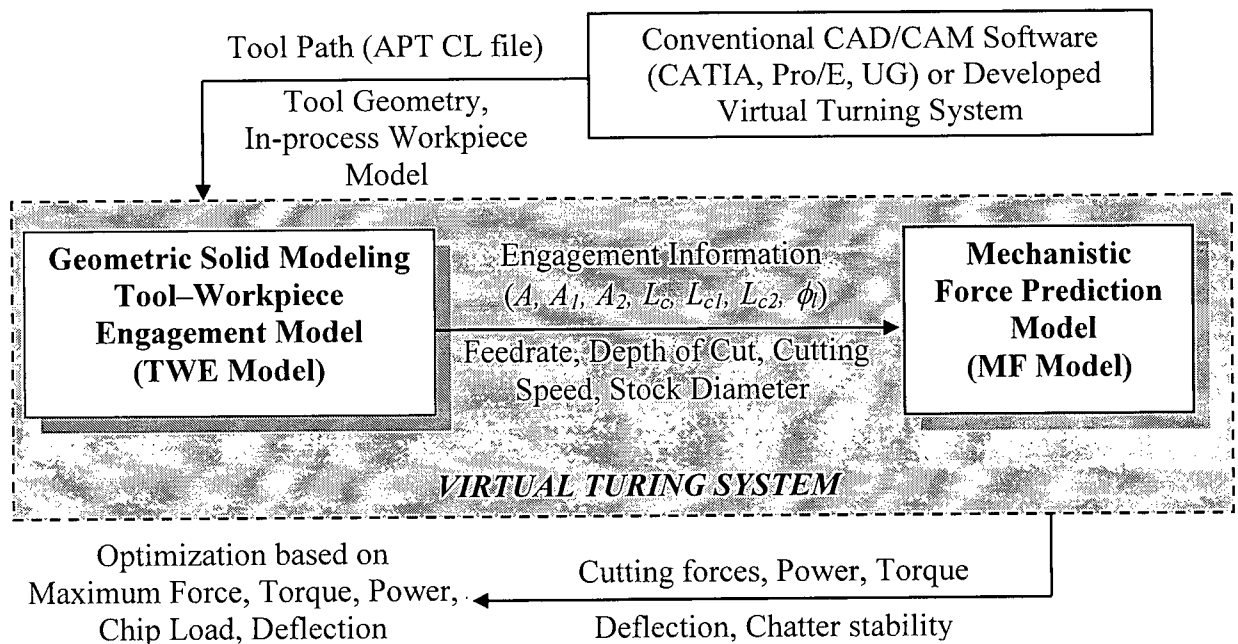 Tool Path (APT CL file)
Tool Geometry,
In-process Workpiece
Model
Conventional CAD/CAM Software
(CATIA, Pro/E, UG) or Developed
Virtual Turning System
Geometric Solid Modeling
Tool–Workpiece
Engagement Model
(TWE Model)
Engagement Information
(A, A1, A2, Lc, Lc1, Lc2, ϕl)
Feedrate, Depth of Cut, Cutting
Speed, Stock Diameter
Mechanistic
Force Prediction
Model
(MF Model)
VIRTUAL TURING SYSTEM
Optimization based on
Maximum Force, Torque, Power,
Chip Load, Deflection
Cutting forces, Power, Torque
Deflection, Chatter stability